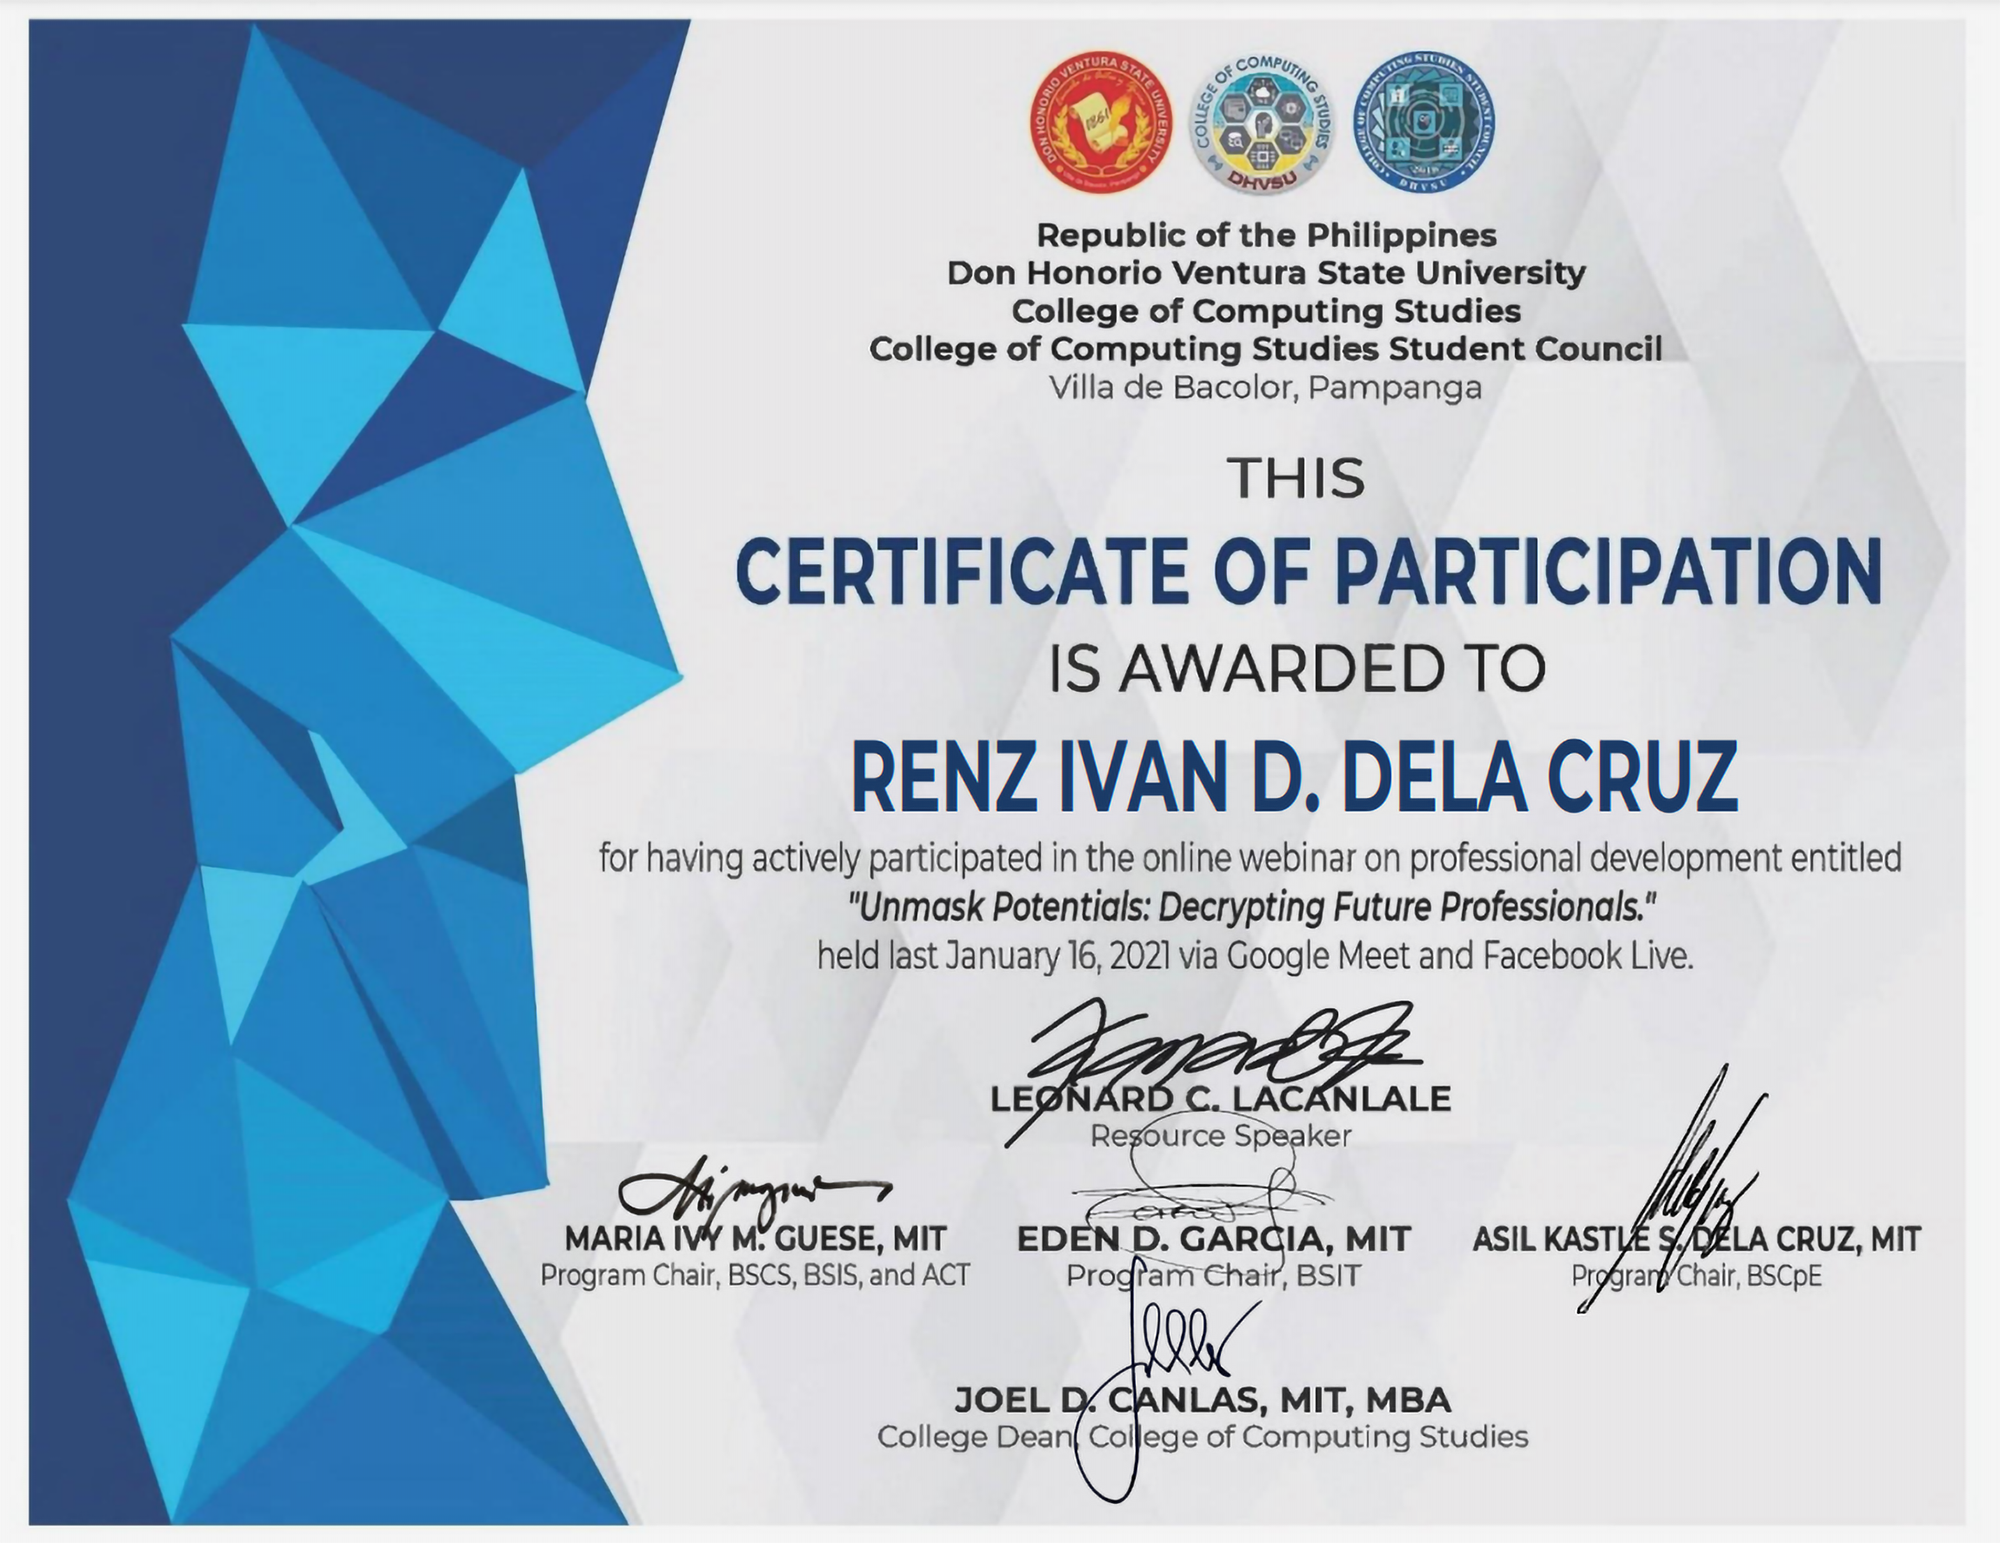 DON HONORIO VENTURA STATE UNIVERSITY
1861
COLLEGE OF COMPUTING STUDIES
DHVSU
COLLEGE OF COMPUTING STUDIES STUDENT COUNCIL
DHVSU
Republic of the Philippines
Don Honorio Ventura State University
College of Computing Studies
College of Computing Studies Student Council
Villa de Bacolor, Pampanga
THIS
CERTIFICATE OF PARTICIPATION
IS AWARDED TO
RENZ IVAN D. DELA CRUZ
for having actively participated in the online webinar on professional development entitled
"Unmask Potentials: Decrypting Future Professionals."
held last January 16, 2021 via Google Meet and Facebook Live.
LEONARD C. LACANLALE
Resource Speaker
MARIA IVY M. GUESE, MIT
Program Chair, BSCS, BSIS, and ACT
EDEN D. GARCIA, MIT
Program Chair, BSIT
ASIL KASTLE S. DELA CRUZ, MIT
Program Chair, BSCpE
JOEL D. CANLAS, MIT, MBA
College Dean, College of Computing Studies